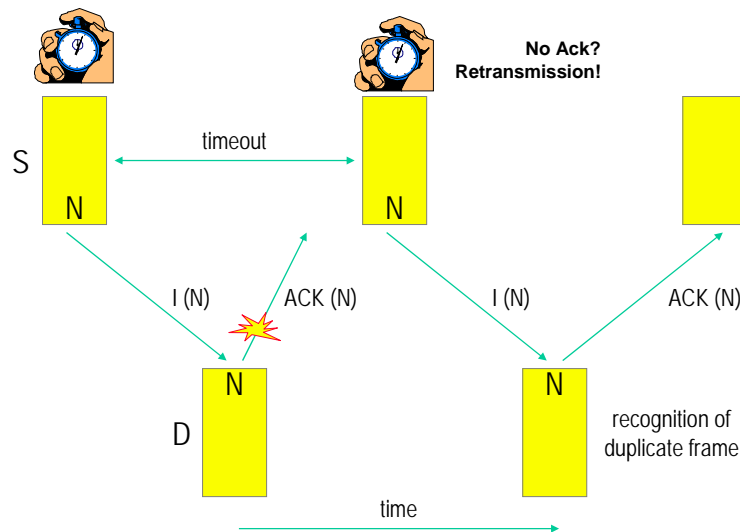 No Ack?
Retransmission!
timeout
S
N
N
I (N)
ACK (N)
I (N)
ACK (N)
N
N
D
recognition of
duplicate frame
time